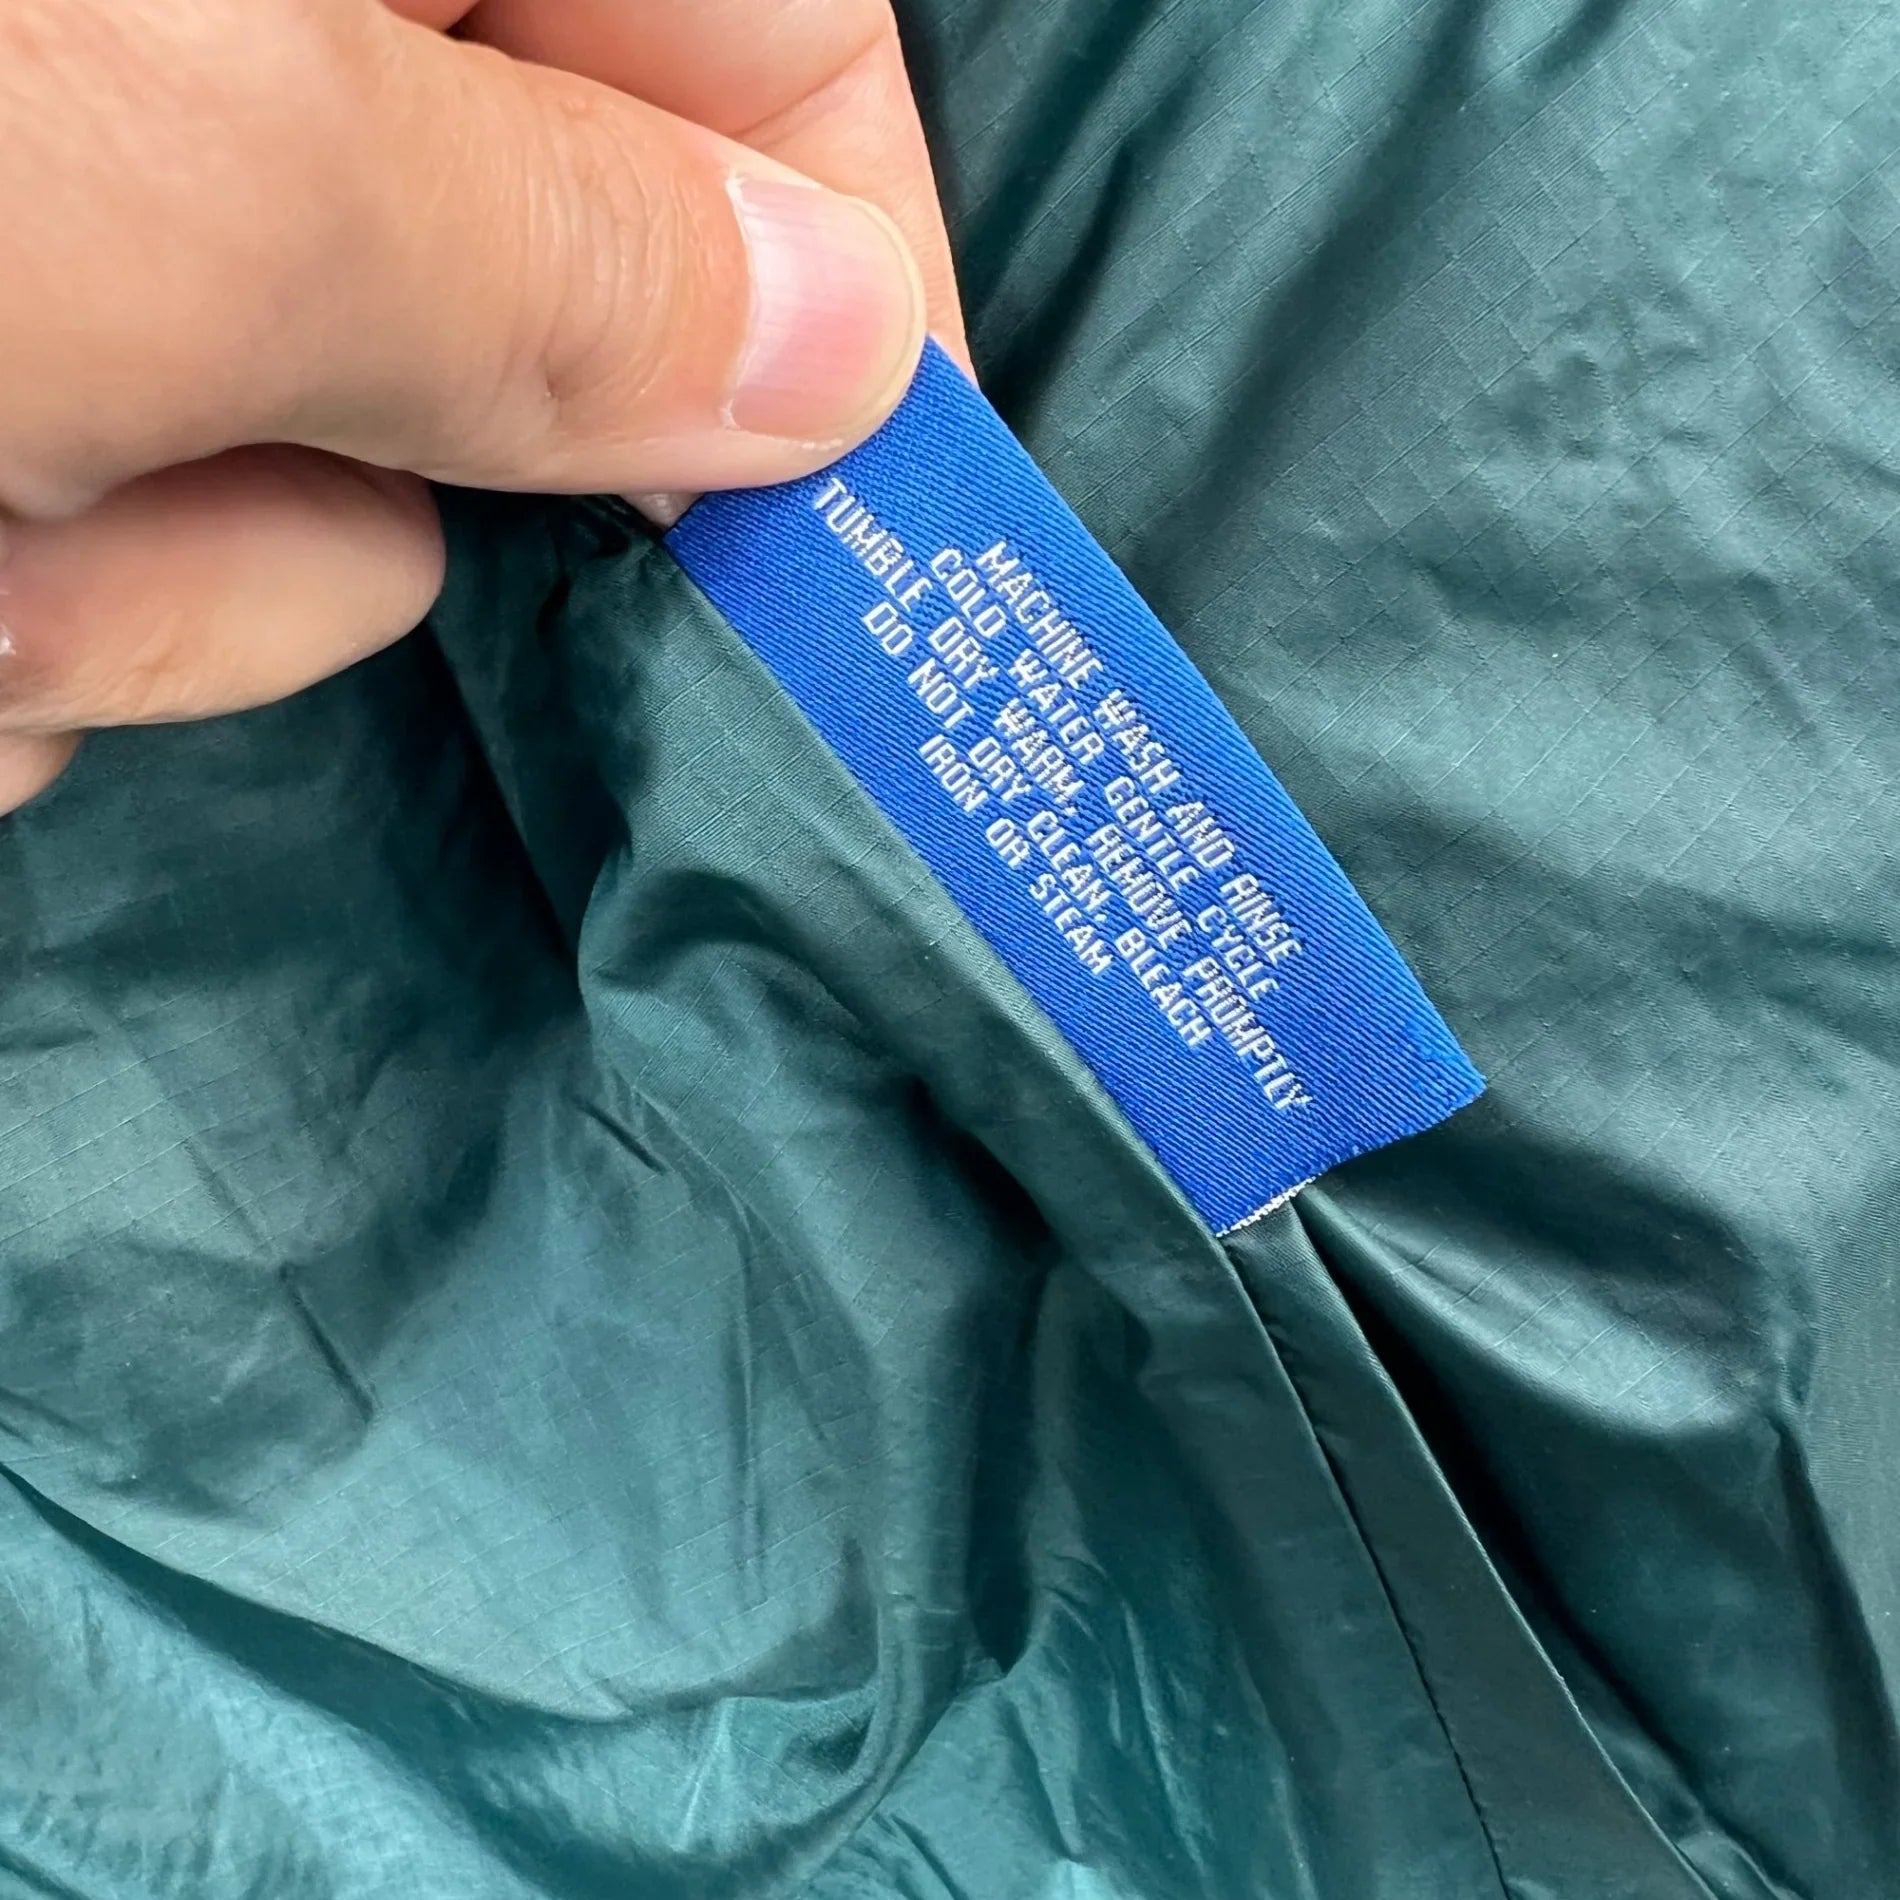 MACHINE WASH AND RINSE
COLD WATER GENTLE CYCLE
TUMBLE DRY WARM, REMOVE PROMPTLY
DO NOT DRY CLEAN, BLEACH
IRON OR STEAM